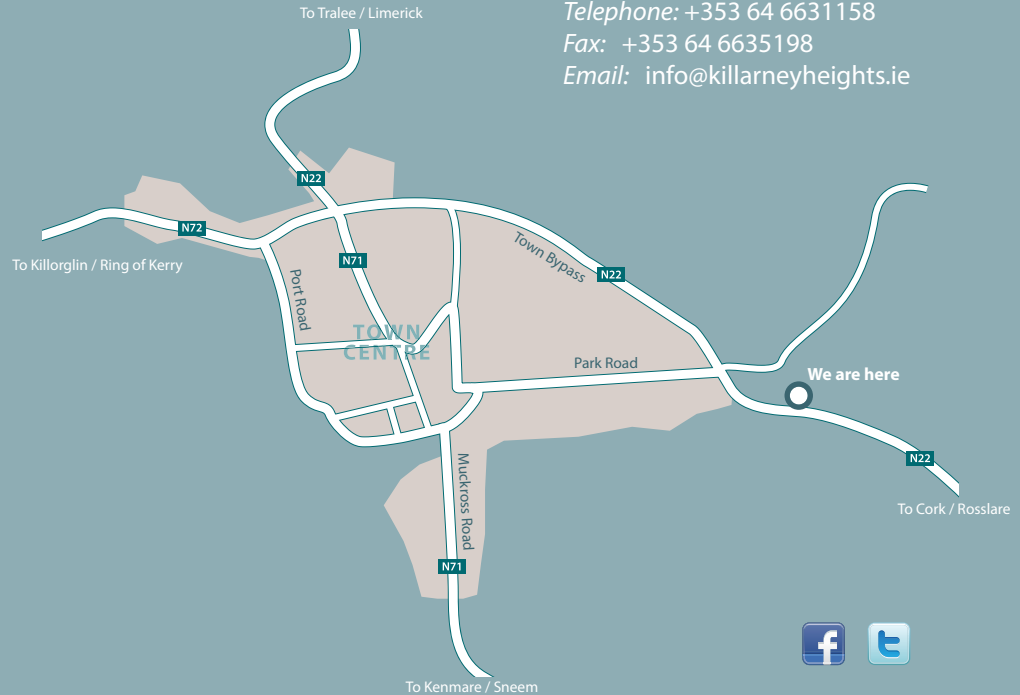 To Tralee / Limerick
Telephone: +353 64 6631158
Fax: +353 64 6635198
Email: info@killarneyheights.ie
N22
N72
To Killorglin / Ring of Kerry
N71
Town Bypass
N22
Port Road
TOWN
CENTRE
Park Road
We are here
N22
To Cork / Rosslare
Muckross Road
N71
To Kenmare / Sneem